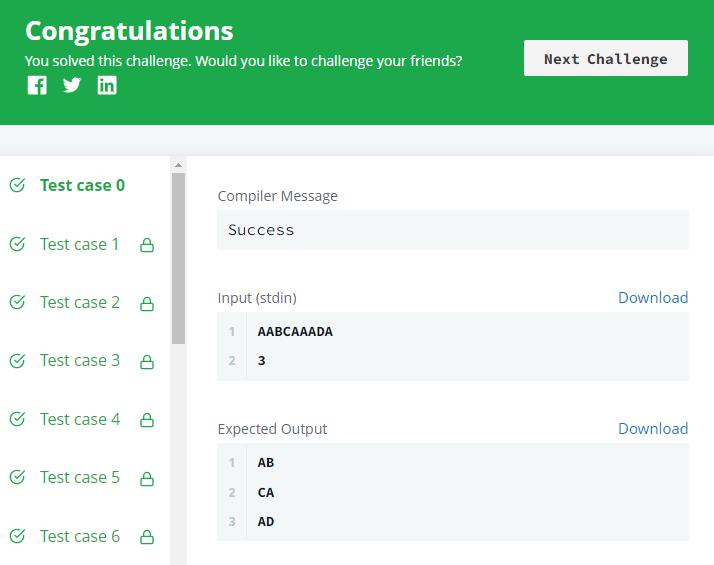 Congratulations
You solved this challenge. Would you like to challenge your friends?
Next Challenge
Test case 0
Test case 1
Test case 2
Test case 3
Test case 4
Test case 5
Test case 6
Compiler Message
Success
Input (stdin)
Download
1 AABCAAADA
2 3
Expected Output
Download
1 AB
2 CA
3 AD